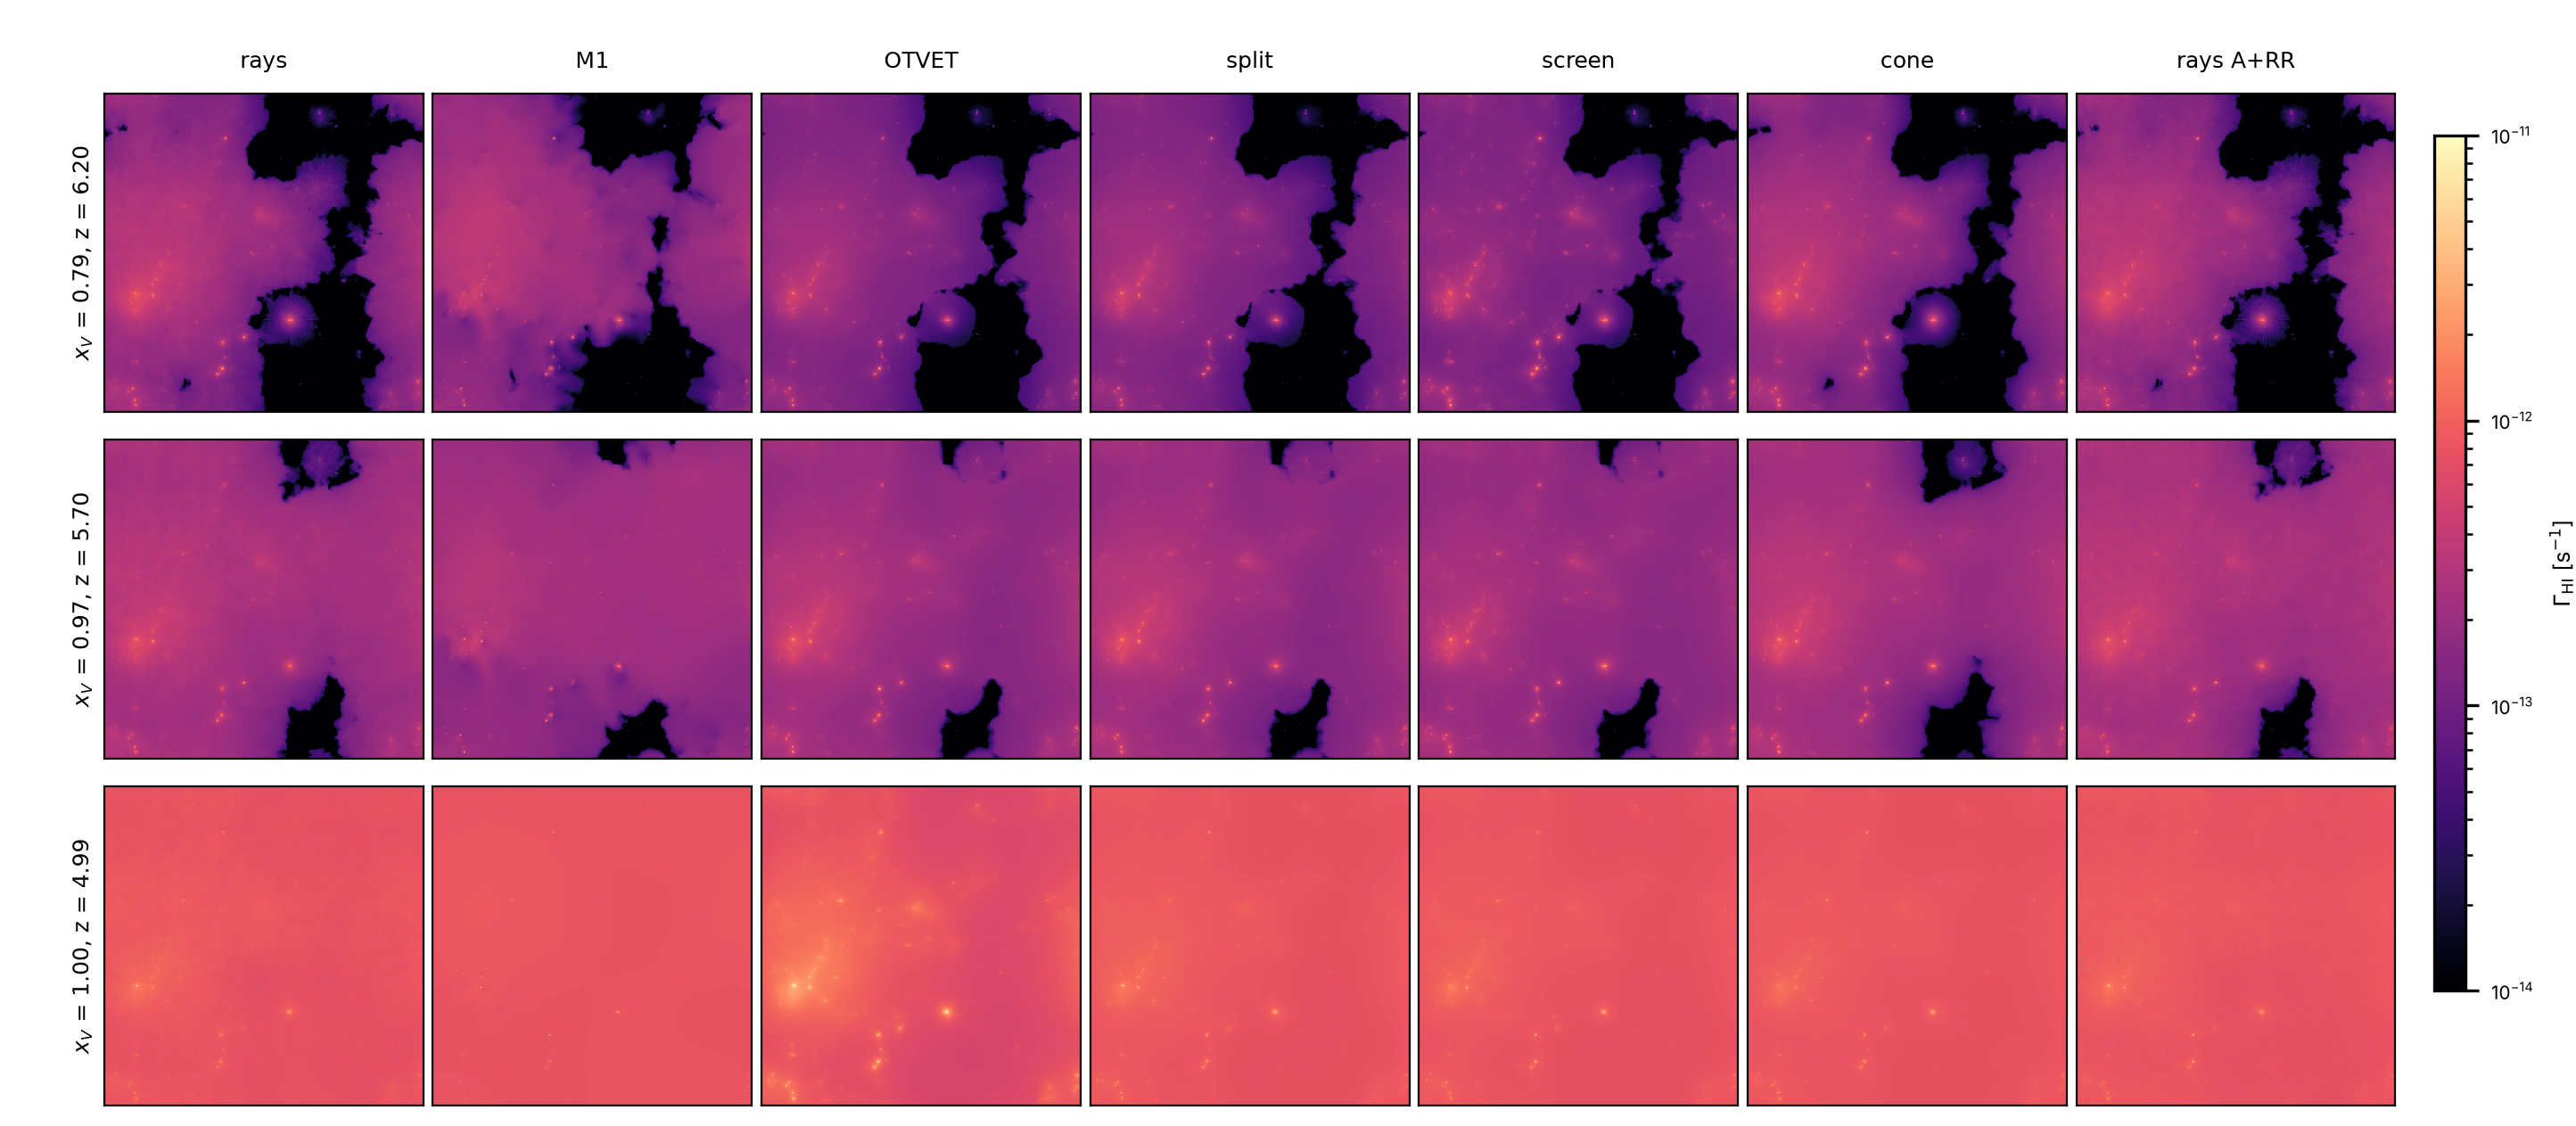 rays M1 OTVET split screen cone rays A+RR
x_V = 0.79, z = 6.20
x_V = 0.97, z = 5.70
x_V = 1.00, z = 4.99
10⁻¹¹
10⁻¹²
10⁻¹³
10⁻¹⁴
Γ_HI [s⁻¹]